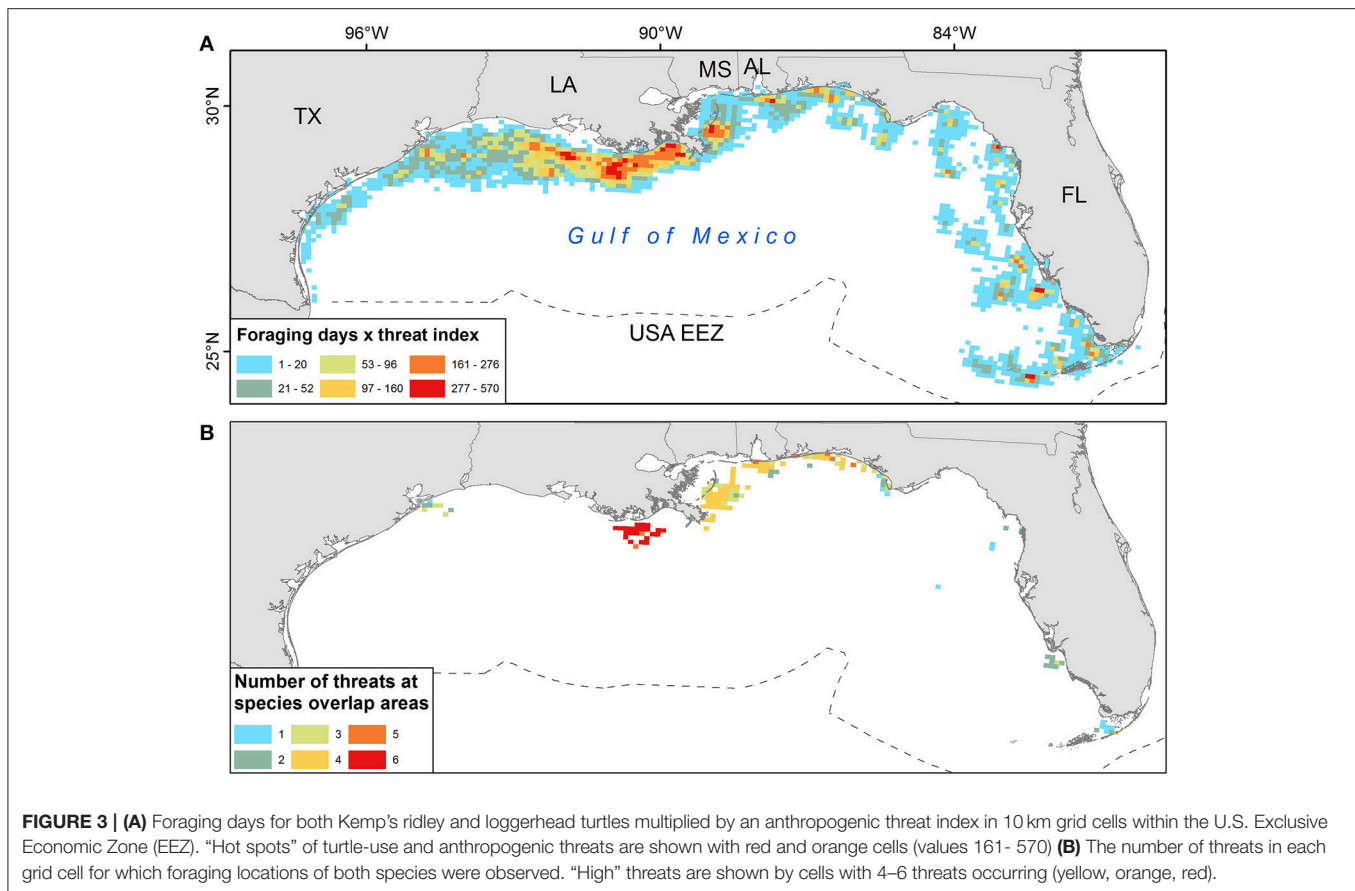 96°W 90°W 84°W
A
MS AL
LA
30°N
TX
FL
Gulf of Mexico
Foraging days x threat index
USA EEZ
25°N
1 - 20 53 - 96 161 - 276
21 - 52 97 - 160 277 - 570
B
Number of threats at
species overlap areas
1 3 5
2 4 6
FIGURE 3 | (A) Foraging days for both Kemp's ridley and loggerhead turtles multiplied by an anthropogenic threat index in 10 km grid cells within the U.S. Exclusive
Economic Zone (EEZ). "Hot spots" of turtle-use and anthropogenic threats are shown with red and orange cells (values 161- 570) (B) The number of threats in each
grid cell for which foraging locations of both species were observed. "High" threats are shown by cells with 4–6 threats occurring (yellow, orange, red).